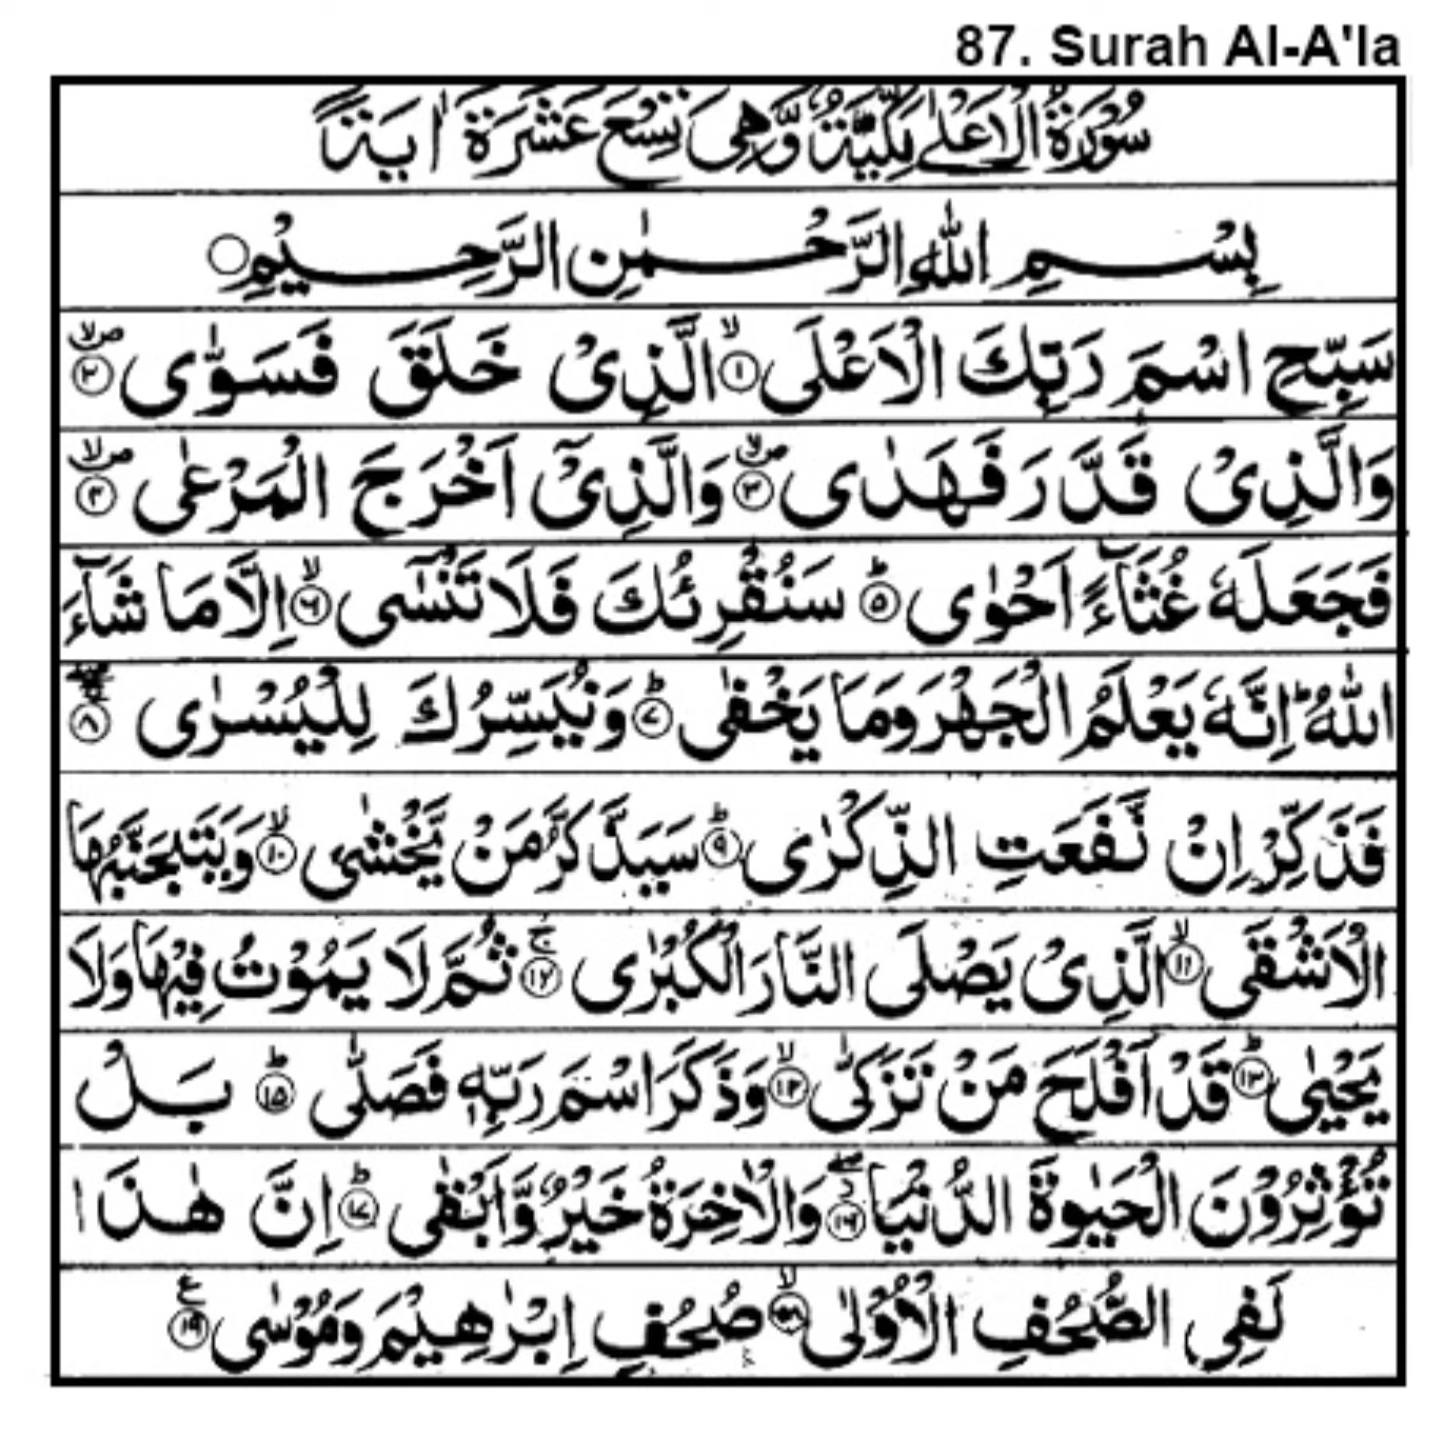 87. Surah Al-A'la
سُوْرَةُ الْاَعْلٰى مَكِّيَّةٌ وَّهِىَ تِسْعَ عَشَرَةَ اٰيَةً
بِسْمِ اللّٰهِ الرَّحْمٰنِ الرَّحِيْمِ ○
سَبِّحِ اسْمَ رَبِّكَ الْاَعْلَى ۙ﴿۱﴾ الَّذِىْ خَلَقَ فَسَوّٰى ۪ۙ﴿۲﴾
وَالَّذِىْ قَدَّرَ فَهَدٰى ۪ۙ﴿۳﴾ وَالَّذِىْۤ اَخْرَجَ الْمَرْعٰى ۪ۙ﴿۴﴾
فَجَعَلَهٗ غُثَآءً اَحْوٰى ؕ﴿۵﴾ سَنُقْرِئُكَ فَلَا تَنْسٰٓى ۙ﴿۶﴾ اِلَّا مَا شَآءَ
اللّٰهُ ؕ اِنَّهٗ يَعْلَمُ الْجَهْرَ وَمَا يَخْفٰى ؕ﴿۷﴾ وَنُيَسِّرُكَ لِلْيُسْرٰى ﴿۸﴾
فَذَكِّرْ اِنْ نَّفَعَتِ الذِّكْرٰى ؕ﴿۹﴾ سَيَذَّكَّرُ مَنْ يَّخْشٰى ۙ﴿۱۰﴾ وَيَتَجَنَّبُهَا
الْاَشْقَى ۙ﴿۱۱﴾ الَّذِىْ يَصْلَى النَّارَ الْكُبْرٰى ۚ﴿۱۲﴾ ثُمَّ لَا يَمُوْتُ فِيْهَا وَلَا
يَحْيٰى ؕ﴿۱۳﴾ قَدْ اَفْلَحَ مَنْ تَزَكّٰى ۙ﴿۱۴﴾ وَذَكَرَ اسْمَ رَبِّهٖ فَصَلّٰى ؕ﴿۱۵﴾ بَلْ
تُؤْثِرُوْنَ الْحَيٰوةَ الدُّنْيَا ﴿۱۶﴾ وَالْاٰخِرَةُ خَيْرٌ وَّاَبْقٰى ؕ﴿۱۷﴾ اِنَّ هٰذَا
لَفِى الصُّحُفِ الْاُوْلٰى ۙ﴿۱۸﴾ صُحُفِ اِبْرٰهِيْمَ وَمُوْسٰى ﴿۱۹﴾ ع